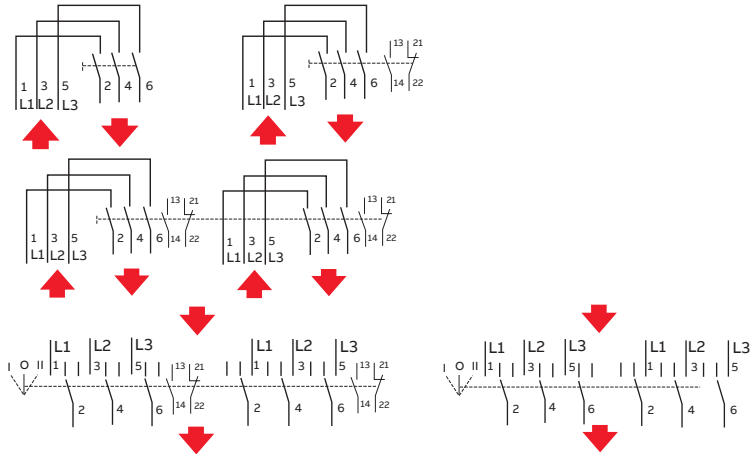 1 3 5 2 4 6
L1 L2 L3
1 3 5 2 4 6 13 21
L1 L2 L3 14 22
1 3 5 2 4 6 13 21
L1 L2 L3 14 22
1 3 5 2 4 6 13 21
L1 L2 L3 14 22
L1 L2 L3
I O II 1 3 5 13 21
2 4 6 14 22
L1 L2 L3
1 3 5 13 21
2 4 6 14 22
L1 L2 L3
I O II 1 3 5
2 4 6
L1 L2 L3
1 3 5
2 4 6